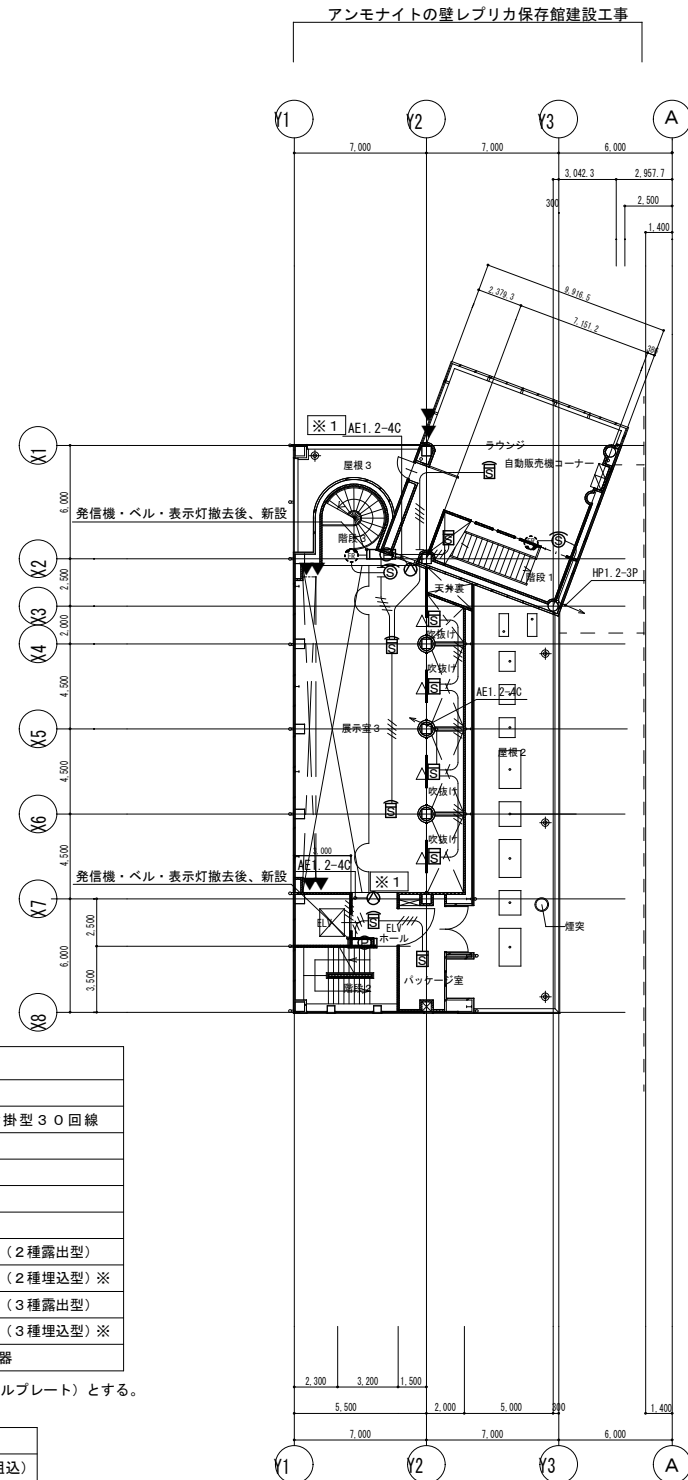 アンモナイトの壁レプリカ保存館建設工事
Y1
Y2
Y3
A
7,000
7,000
6,000
3,042.3
2,957.7
300
2,500
1,400
9,916.5
2,379.3
7,151.2
X1
※1
AE1.2-4C
ラウンジ
自動販売機コーナー
屋根3
6,000
発信機・ベル・表示灯撤去後、新設
階段3
X2
階段1
HP1.2-3P
2,500
天井裏
X3
2,000
吹抜け
X4
吹抜け
4,500
AE1.2-4C
X5
展示室3
屋根2
4,500
吹抜け
X6
吹抜け
4,500
3,000
AE1.2-4C
発信機・ベル・表示灯撤去後、新設
※1
X7
2,500
ELV
ELV
ホール
煙突
6,000
3,500
パッケージ室
階段2
X8
掛型30回線
(2種露出型)
(2種埋込型)※
(3種露出型)
(3種埋込型)※
器
ルプレート)とする。
組込)
2,300
3,200
1,500
5,500
2,000
5,000
300
1,400
7,000
7,000
6,000
Y1
Y2
Y3
A